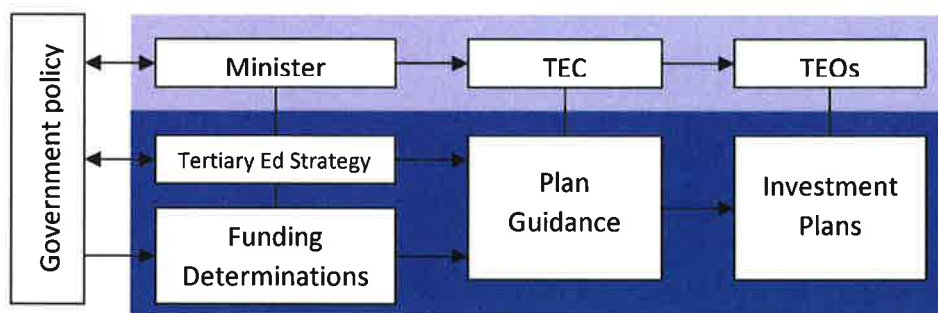 Government policy
Minister
TEC
TEOs
Tertiary Ed Strategy
Plan
Guidance
Investment
Plans
Funding
Determinations